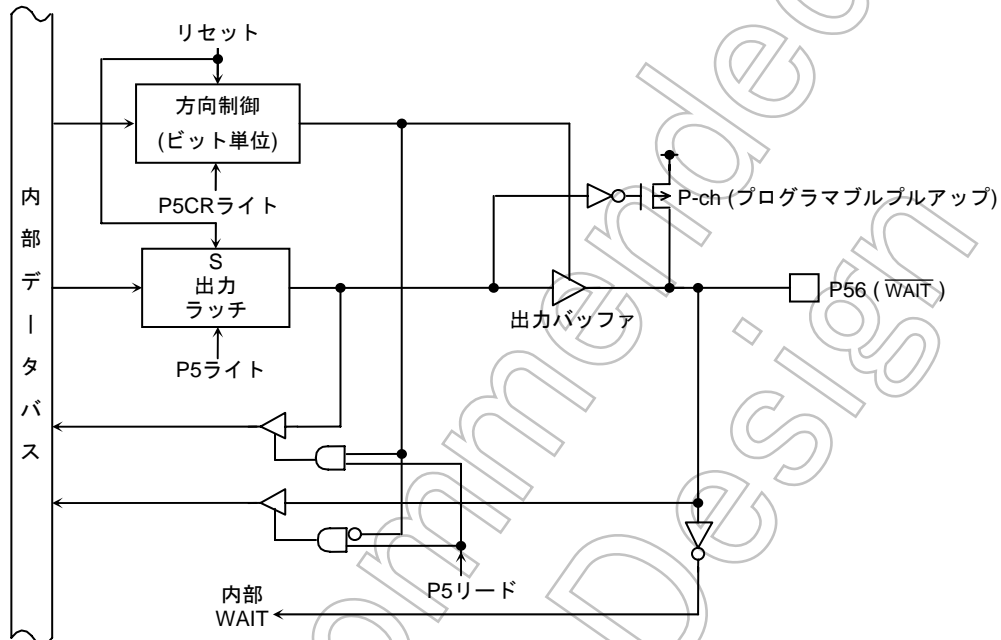 リセット
方向制御
(ビット単位)
P5CRライト
内部データバス
S
出力
ラッチ
P5ライト
P-ch (プログラマブルプルアップ)
出力バッファ
P56 ( WAIT )
P5リード
内部
WAIT
ommended
Design